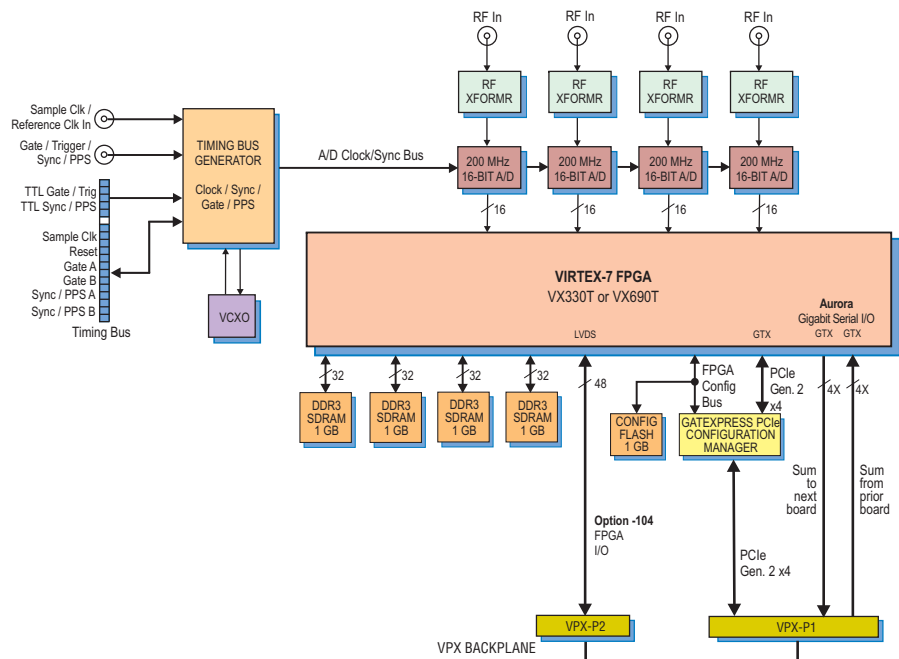 RF In
RF In
RF In
RF In
RF
XFORMR
RF
XFORMR
RF
XFORMR
RF
XFORMR
Sample Clk /
Reference Clk In
Gate / Trigger /
Sync / PPS
TTL Gate / Trig
TTL Sync / PPS
Sample Clk
Reset
Gate A
Gate B
Sync / PPS A
Sync / PPS B
Timing Bus
TIMING BUS
GENERATOR
Clock / Sync /
Gate / PPS
VCXO
A/D Clock/Sync Bus
200 MHz
16-BIT A/D
200 MHz
16-BIT A/D
200 MHz
16-BIT A/D
200 MHz
16-BIT A/D
16
16
16
16
VIRTEX-7 FPGA
VX330T or VX690T
LVDS
GTX
Aurora
Gigabit Serial I/O
GTX
GTX
32
32
32
32
48
FPGA
Config
Bus
PCIe
Gen. 2
x4
4X
4X
DDR3
SDRAM
1 GB
DDR3
SDRAM
1 GB
DDR3
SDRAM
1 GB
DDR3
SDRAM
1 GB
CONFIG
FLASH
1 GB
GATEXPRESS PCIe
CONFIGURATION
MANAGER
Sum
to
next
board
Sum
from
prior
board
Option -104
FPGA
I/O
PCIe
Gen. 2 x4
VPX-P2
VPX-P1
VPX BACKPLANE